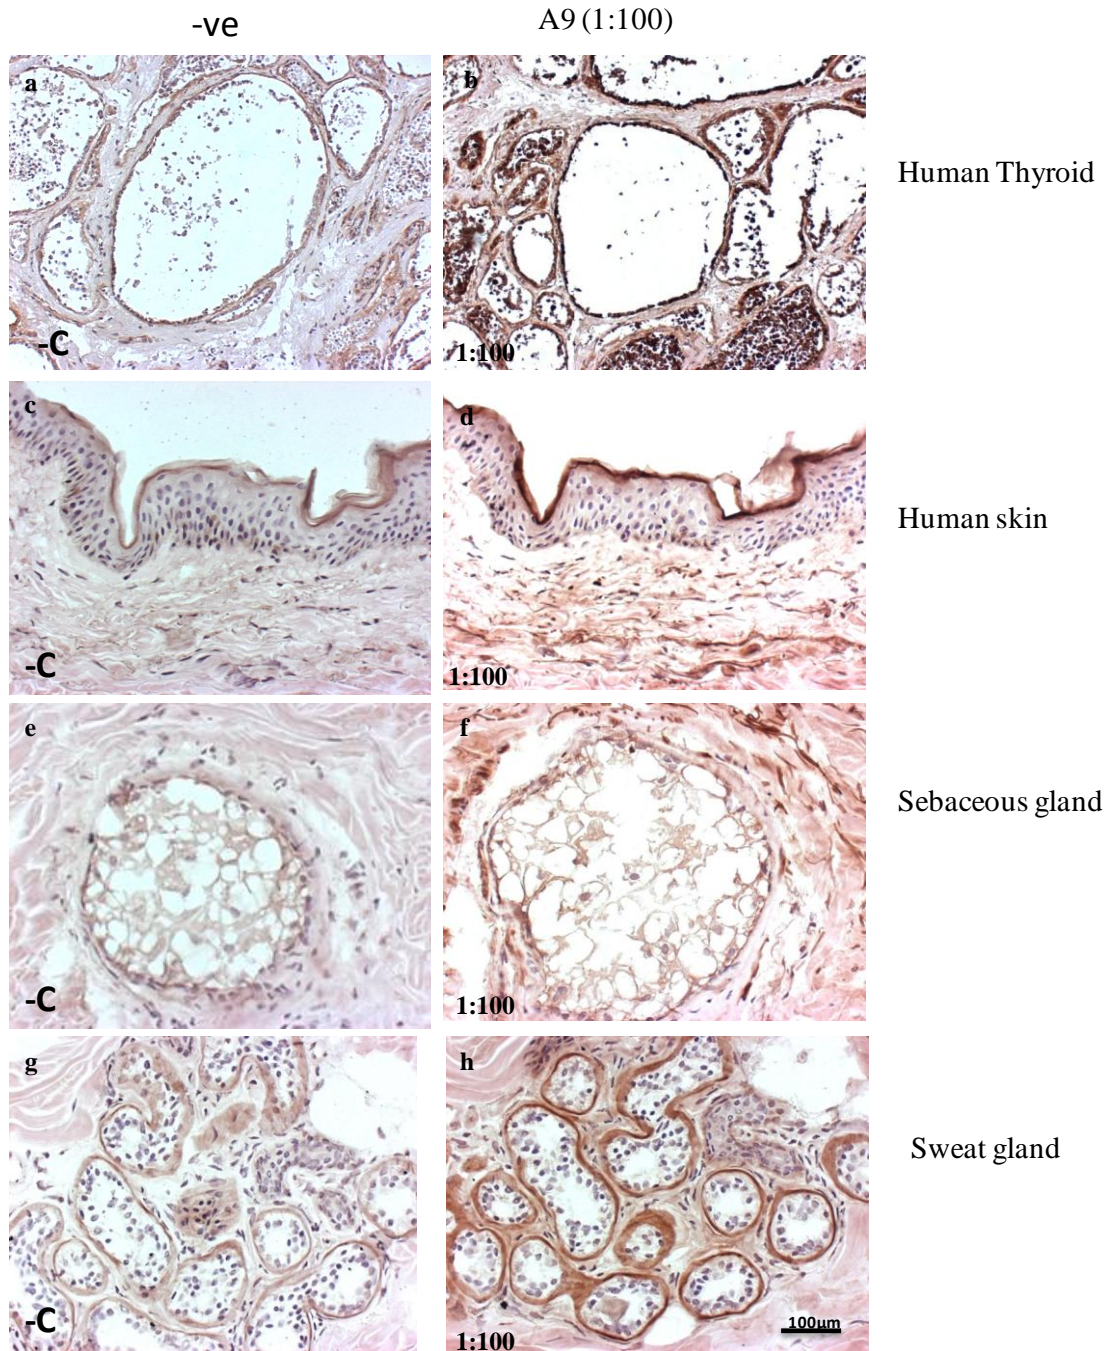 -ve
A9 (1:100)
a
b
Human Thyroid
-C
1:100
c
d
Human skin
-C
1:100
e
f
Sebaceous gland
-C
1:100
g
h
Sweat gland
-C
1:100
100µm